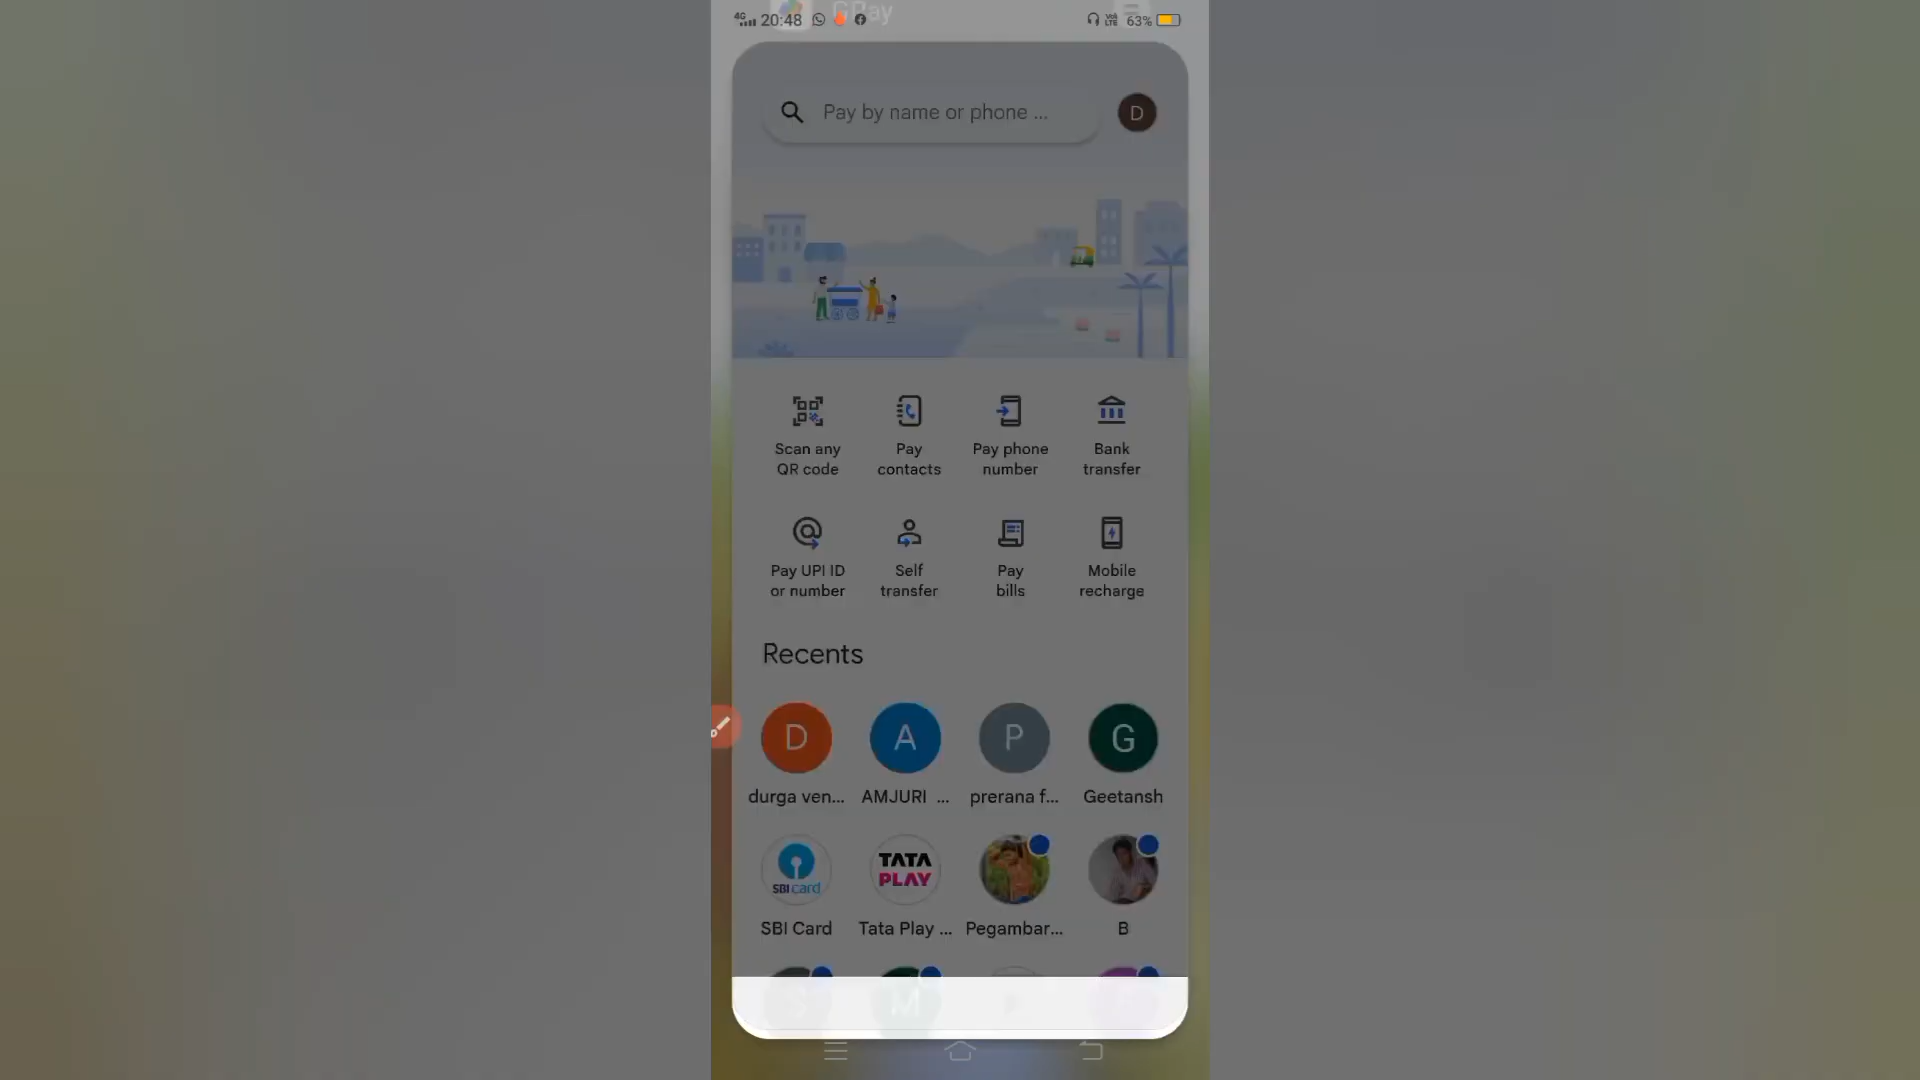 GPay
4G 20:48 63%
Pay by name or phone ...
D
Scan any
QR code
Pay
contacts
Pay phone
number
Bank
transfer
Pay UPI ID
or number
Self
transfer
Pay
bills
Mobile
recharge
Recents
D A P G
durga ven... AMJURI ... prerana f... Geetansh
SBI card
TATA
PLAY
SBI Card Tata Play ... Pegambar... B
S M